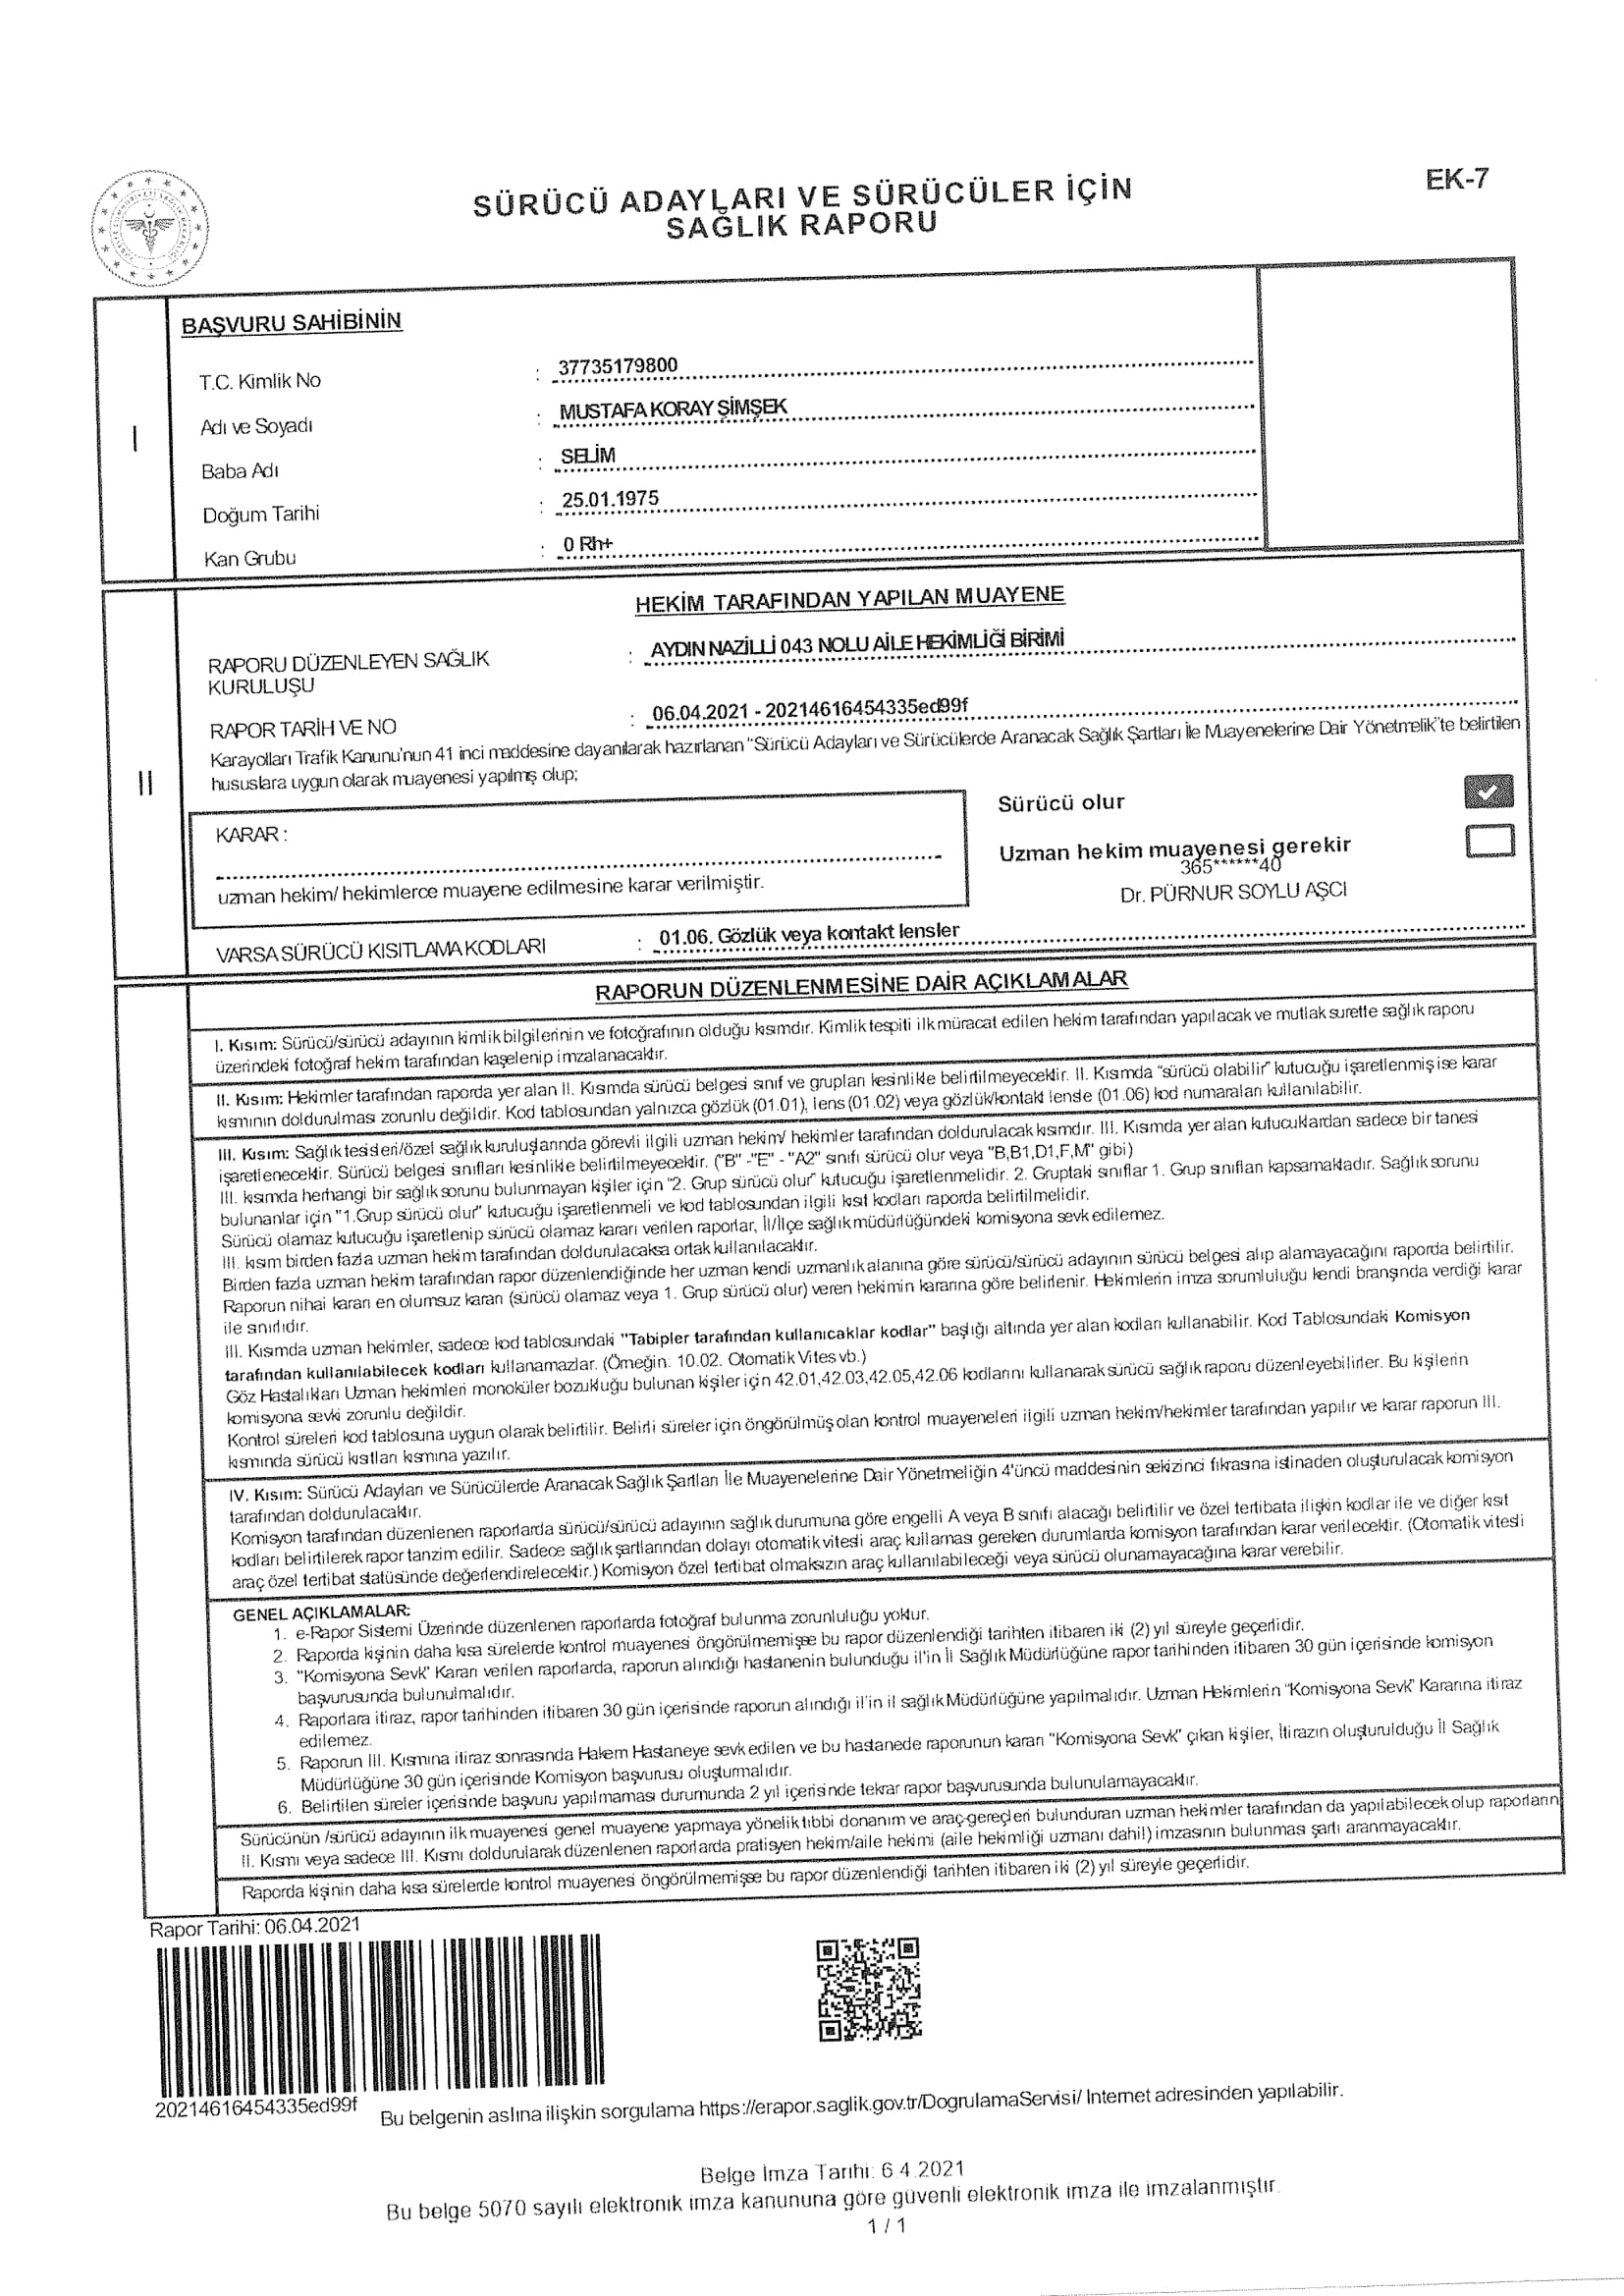 SÜRÜCÜ ADAYLARI VE SÜRÜCÜLER İÇİN
SAĞLIK RAPORU
EK-7
I
BAŞVURU SAHİBİNİN
T.C. Kimlik No : 37735179800
Adı ve Soyadı : MUSTAFA KORAY ŞİMŞEK
Baba Adı : SELİM
Doğum Tarihi : 25.01.1975
Kan Grubu : 0 Rh+
II
HEKİM TARAFINDAN YAPILAN MUAYENE
RAPORU DÜZENLEYEN SAĞLIK : AYDIN NAZİLLİ 043 NOLU AİLE HEKİMLİĞİ BİRİMİ
KURULUŞU
RAPOR TARİH VE NO : 06.04.2021 - 20214616454335ed99f
Karayolları Trafik Kanunu'nun 41 inci maddesine dayanılarak hazırlanan "Sürücü Adayları ve Sürücülerde Aranacak Sağlık Şartları İle Muayenelerine Dair Yönetmelik"te belirtilen
hususlara uygun olarak muayenesi yapılmış olup;
KARAR :
uzman hekim/ hekimlerce muayene edilmesine karar verilmiştir.
Sürücü olur
Uzman hekim muayenesi gerekir
365******40
Dr. PÜRNUR SOYLU AŞCI
VARSA SÜRÜCÜ KISITLAMA KODLARI : 01.06. Gözlük veya kontakt lensler
RAPORUN DÜZENLENMESİNE DAİR AÇIKLAMALAR
I. Kısım: Sürücü/sürücü adayının kimlik bilgilerinin ve fotoğrafının olduğu kısımdır. Kimlik tespiti ilk müracat edilen hekim tarafından yapılacak ve mutlak surette sağlık raporu
üzerindeki fotoğraf hekim tarafından kaşelenip imzalanacaktır.
II. Kısım: Hekimler tarafından raporda yer alan II. Kısımda sürücü belgesi sınıf ve grupları kesinlikle belirtilmeyecektir. II. Kısımda "sürücü olabilir" kutucuğu işaretlenmiş ise karar
kısmının doldurulması zorunlu değildir. Kod tablosundan yalnızca gözlük (01.01), lens (01.02) veya gözlük/kontakt lensle (01.06) kod numaraları kullanılabilir.
III. Kısım: Sağlık tesisleri/özel sağlık kuruluşlarında görevli ilgili uzman hekim/ hekimler tarafından doldurulacak kısımdır. III. Kısımda yer alan kutucuklardan sadece bir tanesi
işaretlenecektir. Sürücü belgesi sınıfları kesinlikle belirtilmeyecektir. ("B" -"E" - "A2" sınıfı sürücü olur veya "B,B1,D1,F,M" gibi)
III. kısımda herhangi bir sağlık sorunu bulunmayan kişiler için "2. Grup sürücü olur" kutucuğu işaretlenmelidir. 2. Gruptaki sınıflar 1. Grup sınıfları kapsamaktadır. Sağlık sorunu
bulunanlar için "1.Grup sürücü olur" kutucuğu işaretlenmeli ve kod tablosundan ilgili kısıt kodları raporda belirtilmelidir.
Sürücü olamaz kutucuğu işaretlenip sürücü olamaz kararı verilen raporlar, İl/İlçe sağlık müdürlüğündeki komisyona sevk edilemez.
III. kısım birden fazla uzman hekim tarafından doldurulacaksa ortak kullanılacaktır.
Birden fazla uzman hekim tarafından rapor düzenlendiğinde her uzman kendi uzmanlık alanına göre sürücü/sürücü adayının sürücü belgesi alıp alamayacağını raporda belirtilir.
Raporun nihai kararı en olumsuz kararı (sürücü olamaz veya 1. Grup sürücü olur) veren hekimin kararına göre belirlenir. Hekimlerin imza sorumluluğu kendi branşında verdiği karar
ile sınırlıdır.
III. Kısımda uzman hekimler, sadece kod tablosundaki "Tabipler tarafından kullanıcaklar kodlar" başlığı altında yer alan kodları kullanabilir. Kod Tablosundaki Komisyon
tarafından kullanılabilecek kodları kullanamazlar. (Örneğin: 10.02. Otomatik Vites vb.)
Göz Hastalıkları Uzman hekimleri monoküler bozukluğu bulunan kişiler için 42.01,42.03,42.05,42.06 kodlarını kullanarak sürücü sağlık raporu düzenleyebilirler. Bu kişilerin
komisyona sevki zorunlu değildir.
Kontrol süreleri kod tablosuna uygun olarak belirtilir. Belirli süreler için öngörülmüş olan kontrol muayeneleri ilgili uzman hekim/hekimler tarafından yapılır ve karar raporun III.
kısmında sürücü kısıtları kısmına yazılır.
IV. Kısım: Sürücü Adayları ve Sürücülerde Aranacak Sağlık Şartları İle Muayenelerine Dair Yönetmeliğin 4'üncü maddesinin sekizinci fıkrasına istinaden oluşturulacak komisyon
tarafından doldurulacaktır.
Komisyon tarafından düzenlenen raporlarda sürücü/sürücü adayının sağlık durumuna göre engelli A veya B sınıfı alacağı belirtilir ve özel tertibata ilişkin kodlar ile ve diğer kısıt
kodları belirtilerek rapor tanzim edilir. Sadece sağlık şartlarından dolayı otomatik vitesli araç kullaması gereken durumlarda komisyon tarafından karar verilecektir. (Otomatik vitesli
araç özel tertibat statüsünde değerlendirelecektir.) Komisyon özel tertibat olmaksızın araç kullanılabileceği veya sürücü olunamayacağına karar verebilir.
GENEL AÇIKLAMALAR:
1. e-Rapor Sistemi Üzerinde düzenlenen raporlarda fotoğraf bulunma zorunluluğu yoktur.
2. Raporda kişinin daha kısa sürelerde kontrol muayenesi öngörülmemişse bu rapor düzenlendiği tarihten itibaren iki (2) yıl süreyle geçerlidir.
3. "Komisyona Sevk" Kararı verilen raporlarda, raporun alındığı hastanenin bulunduğu il'in İl Sağlık Müdürlüğüne rapor tarihinden itibaren 30 gün içerisinde komisyon
başvurusunda bulunulmalıdır.
4. Raporlara itiraz, rapor tarihinden itibaren 30 gün içerisinde raporun alındığı il'in il sağlık Müdürlüğüne yapılmalıdır. Uzman Hekimlerin "Komisyona Sevk" Kararına itiraz
edilemez.
5. Raporun III. Kısmına itiraz sonrasında Hakem Hastaneye sevk edilen ve bu hastanede raporunun kararı "Komisyona Sevk" çıkan kişiler, İtirazın oluşturulduğu İl Sağlık
Müdürlüğüne 30 gün içerisinde Komisyon başvurusu oluşturmalıdır.
6. Belirtilen süreler içerisinde başvuru yapılmaması durumunda 2 yıl içerisinde tekrar rapor başvurusunda bulunulamayacaktır.
Sürücünün /sürücü adayının ilk muayenesi genel muayene yapmaya yönelik tıbbi donanım ve araç-gereçleri bulunduran uzman hekimler tarafından da yapılabilecek olup raporların
II. Kısmı veya sadece III. Kısmı doldurularak düzenlenen raporlarda pratisyen hekim/aile hekimi (aile hekimliği uzmanı dahil) imzasının bulunması şartı aranmayacaktır.
Raporda kişinin daha kısa sürelerde kontrol muayenesi öngörülmemişse bu rapor düzenlendiği tarihten itibaren iki (2) yıl süreyle geçerlidir.
Rapor Tarihi: 06.04.2021
20214616454335ed99f
Bu belgenin aslına ilişkin sorgulama https://erapor.saglik.gov.tr/DogrulamaServisi/ Internet adresinden yapılabilir.
Belge İmza Tarihi: 6.4.2021
Bu belge 5070 sayılı elektronik imza kanununa göre güvenli elektronik imza ile imzalanmıştır.
1 / 1